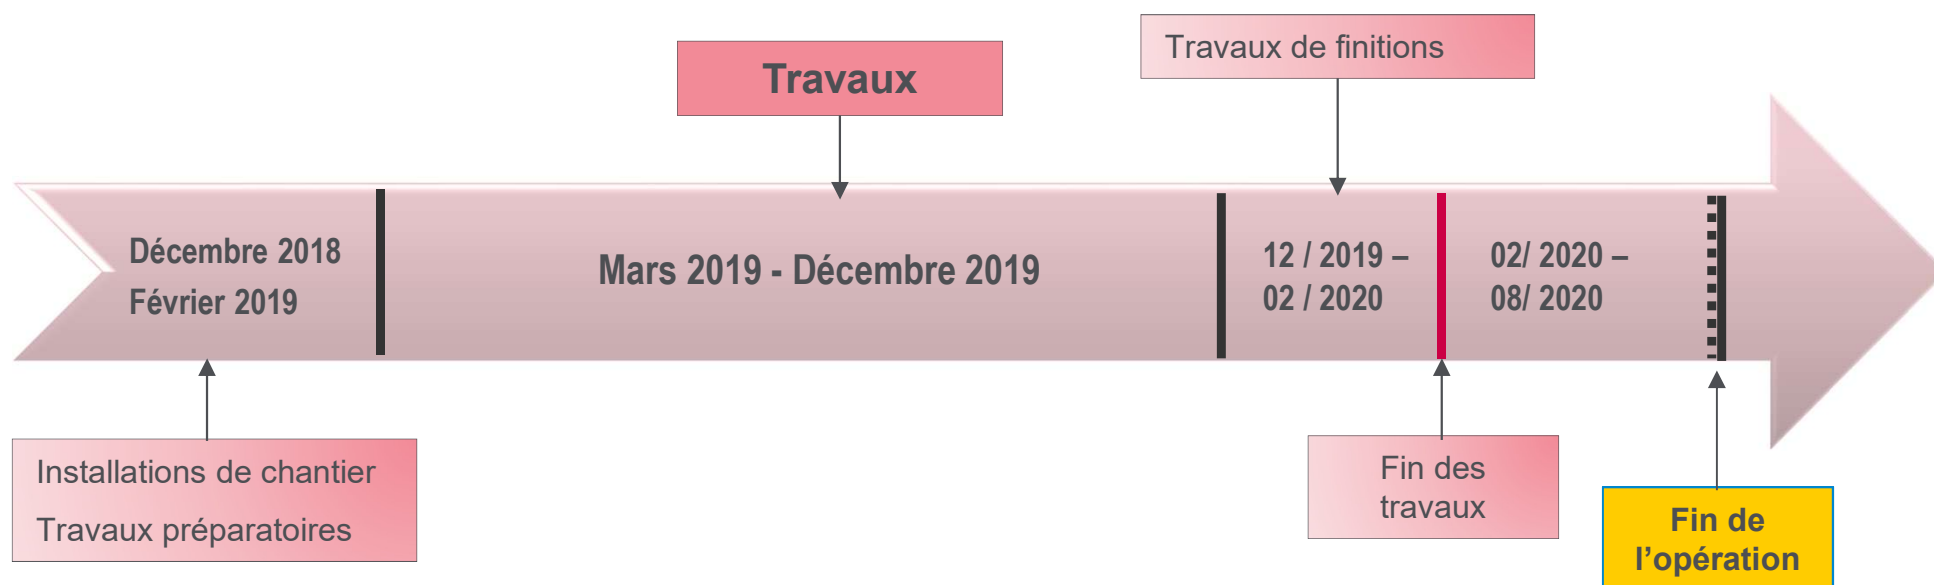 Travaux de finitions
Travaux
Décembre 2018
Février 2019
Mars 2019 - Décembre 2019
12 / 2019 –
02 / 2020
02/ 2020 –
08/ 2020
Installations de chantier
Travaux préparatoires
Fin des
travaux
Fin de
l’opération